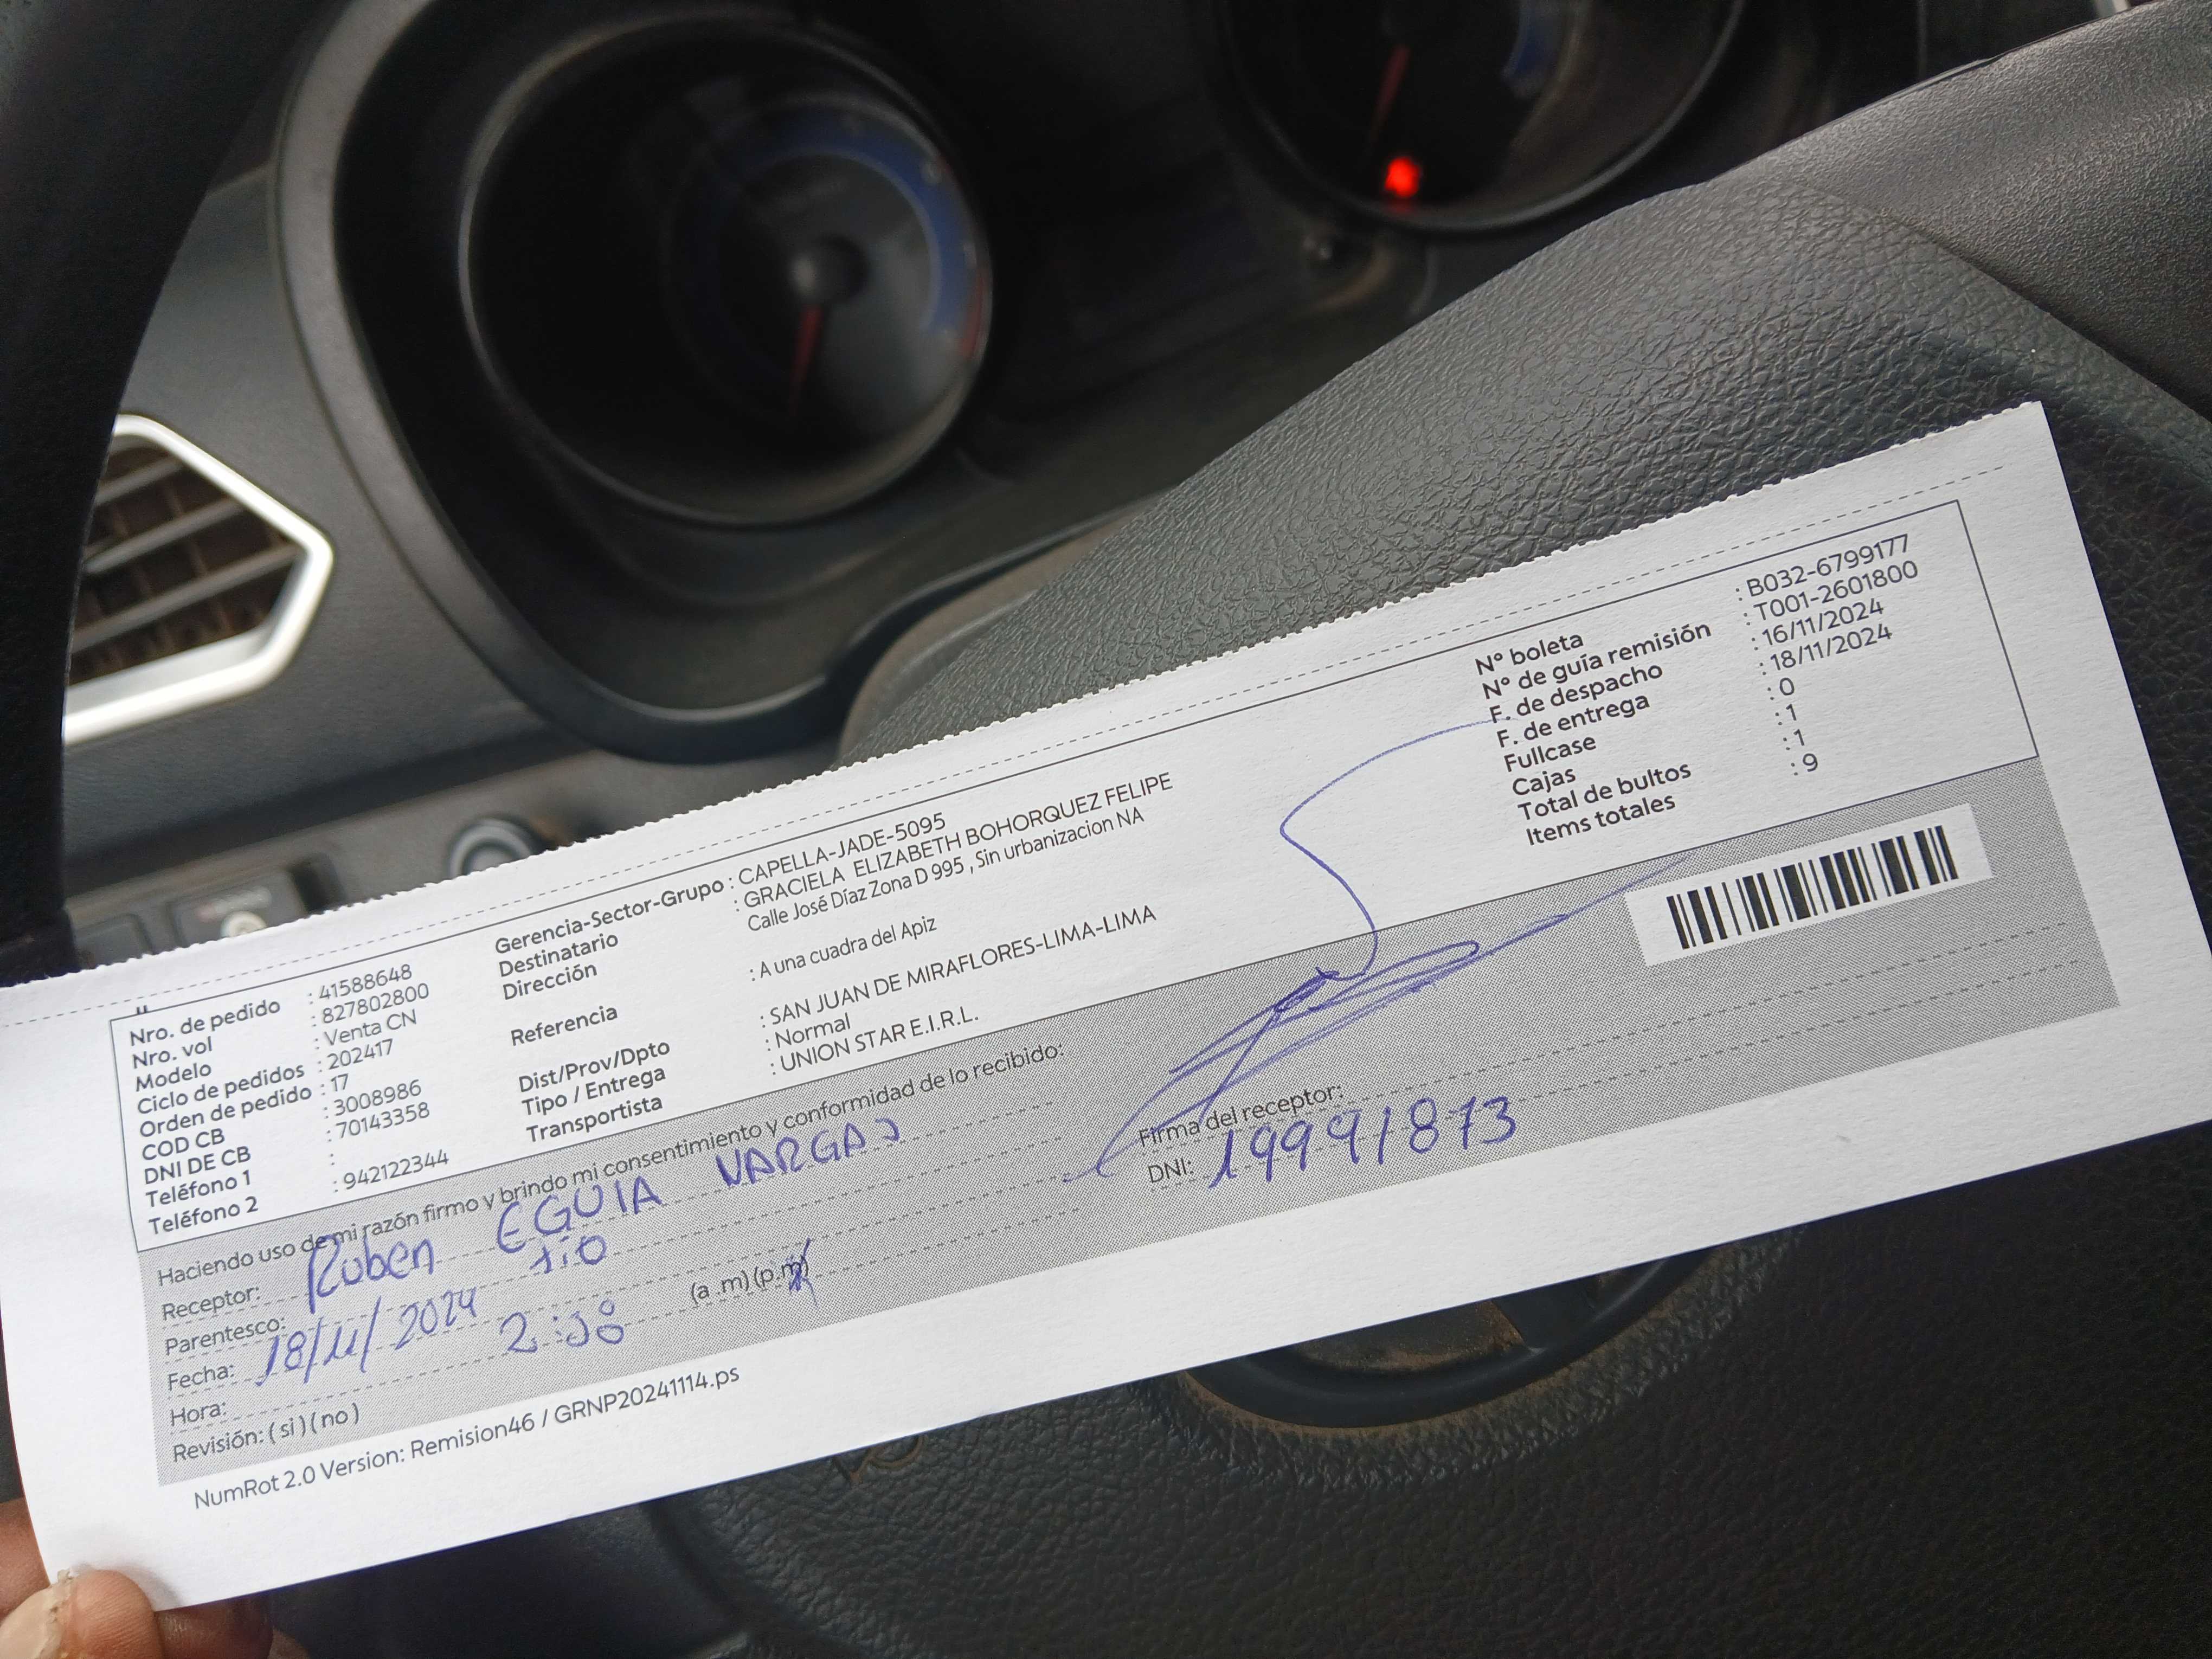 Nro. de pedido : 41588648
Nro. vol : 827802800
Modelo : Venta CN
Ciclo de pedidos : 202417
Orden de pedido : 17
COD CB : 3008986
DNI DE CB : 70143358
Teléfono 1 :
Teléfono 2 : 942122344
Gerencia-Sector-Grupo : CAPELLA-JADE-5095
Destinatario : GRACIELA ELIZABETH BOHORQUEZ FELIPE
Dirección Calle José Díaz Zona D 995 , Sin urbanizacion NA
Referencia : A una cuadra del Apiz
Dist/Prov/Dpto : SAN JUAN DE MIRAFLORES-LIMA-LIMA
Tipo / Entrega : Normal
Transportista : UNION STAR E.I.R.L.
N° boleta : B032-6799177
N° de guía remisión : T001-2601800
F. de despacho : 16/11/2024
F. de entrega : 18/11/2024
Fullcase : 0
Cajas : 1
Total de bultos : 1
Items totales : 9
Haciendo uso de mi razón firmo y brindo mi consentimiento y conformidad de lo recibido:
Receptor: Ruben EGUIA VARGAS
Parentesco: tio
Fecha: 18/11/2024
Hora: (a .m) (p.m)
Revisión: ( si ) ( no )
Firma del receptor:
DNI: 19991873
NumRot 2.0 Version: Remision46 / GRNP20241114.ps